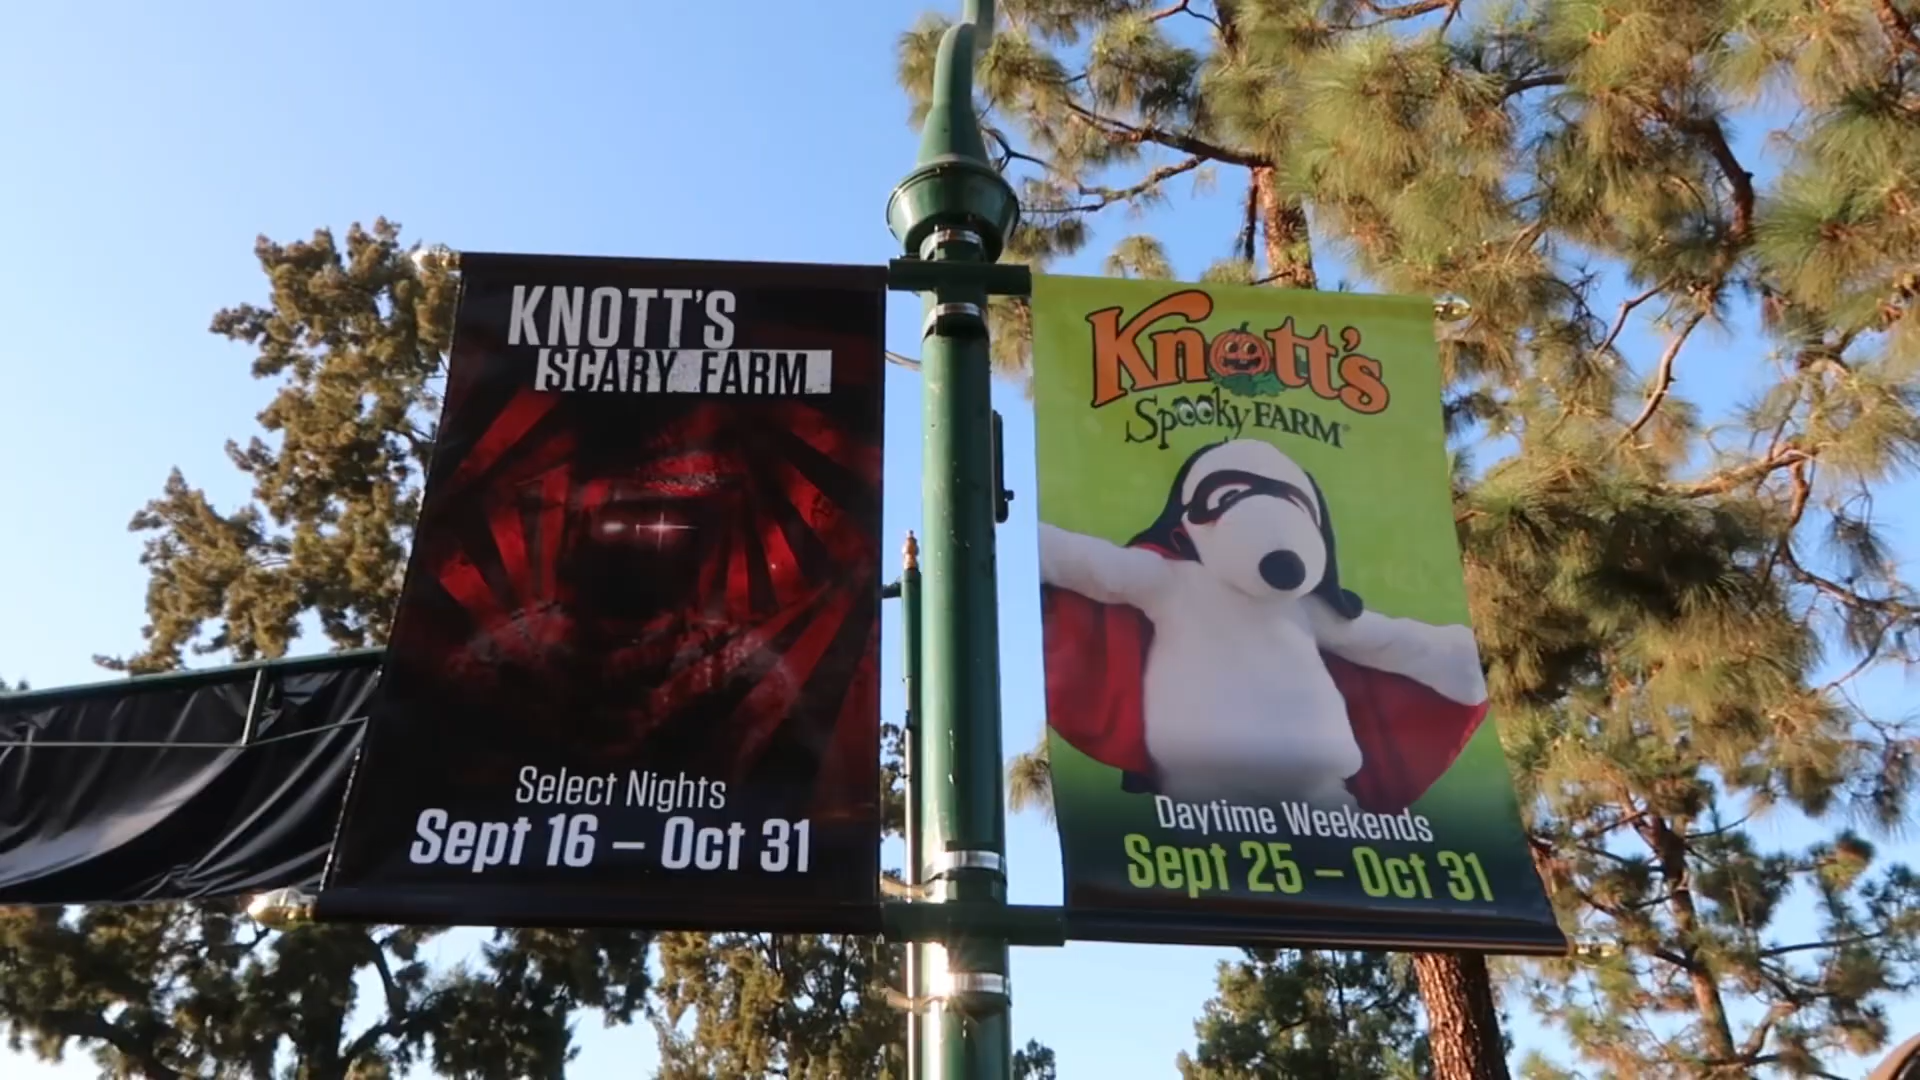 KNOTT'S
SCARY FARM
Select Nights
Sept 16 – Oct 31
Knott's
Spooky FARM®
Daytime Weekends
Sept 25 – Oct 31